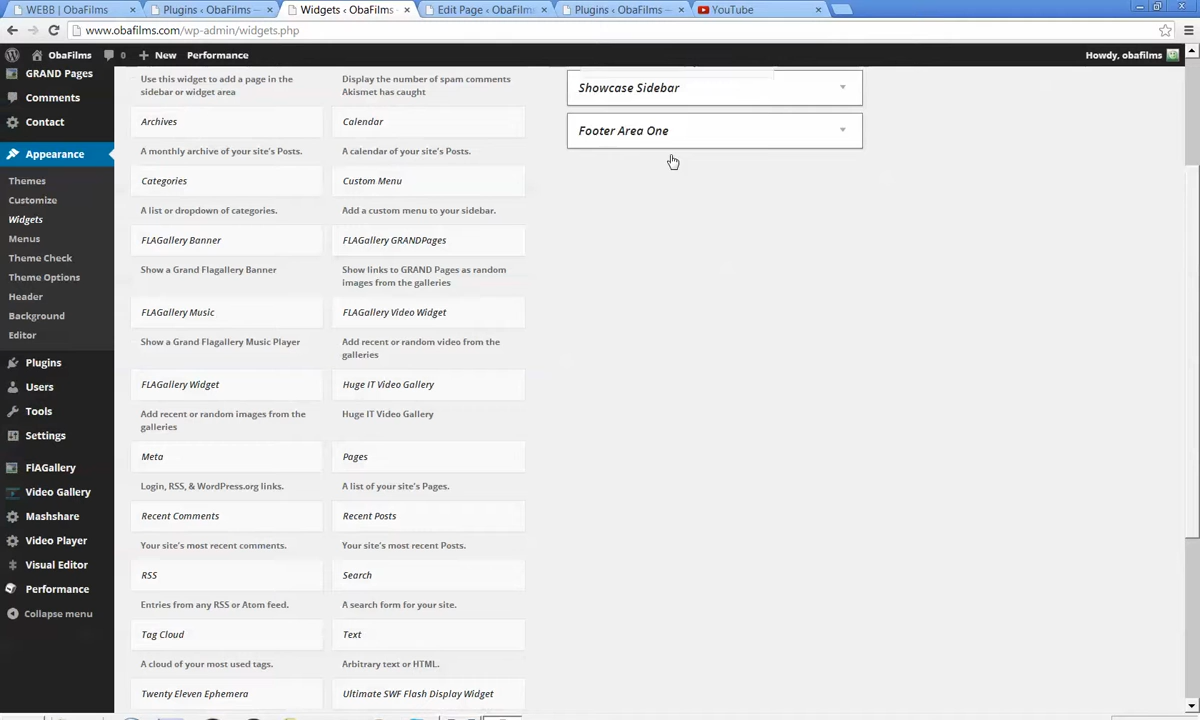 WEBB | ObaFilms
Plugins ‹ ObaFilms —
Widgets ‹ ObaFilms —
Edit Page ‹ ObaFilms
Plugins ‹ ObaFilms —
YouTube
www.obafilms.com/wp-admin/widgets.php
ObaFilms
0
+ New
Performance
Howdy, obafilms
GRAND Pages
Comments
Contact
Appearance
Themes
Customize
Widgets
Menus
Theme Check
Theme Options
Header
Background
Editor
Plugins
Users
Tools
Settings
FlAGallery
Video Gallery
Mashshare
Video Player
Visual Editor
Performance
Collapse menu
Use this widget to add a page in the
sidebar or widget area
Display the number of spam comments
Akismet has caught
Archives
Calendar
A monthly archive of your site's Posts.
A calendar of your site's Posts.
Categories
Custom Menu
A list or dropdown of categories.
Add a custom menu to your sidebar.
FLAGallery Banner
FLAGallery GRANDPages
Show a Grand Flagallery Banner
Show links to GRAND Pages as random
images from the galleries
FLAGallery Music
FLAGallery Video Widget
Show a Grand FlAGallery Music Player
Add recent or random video from the
galleries
FLAGallery Widget
Huge IT Video Gallery
Add recent or random images from the
galleries
Huge IT Video Gallery
Meta
Pages
Login, RSS, & WordPress.org links.
A list of your site's Pages.
Recent Comments
Recent Posts
Your site's most recent comments.
Your site's most recent Posts.
RSS
Search
Entries from any RSS or Atom feed.
A search form for your site.
Tag Cloud
Text
A cloud of your most used tags.
Arbitrary text or HTML.
Twenty Eleven Ephemera
Ultimate SWF Flash Display Widget
Showcase Sidebar
Footer Area One